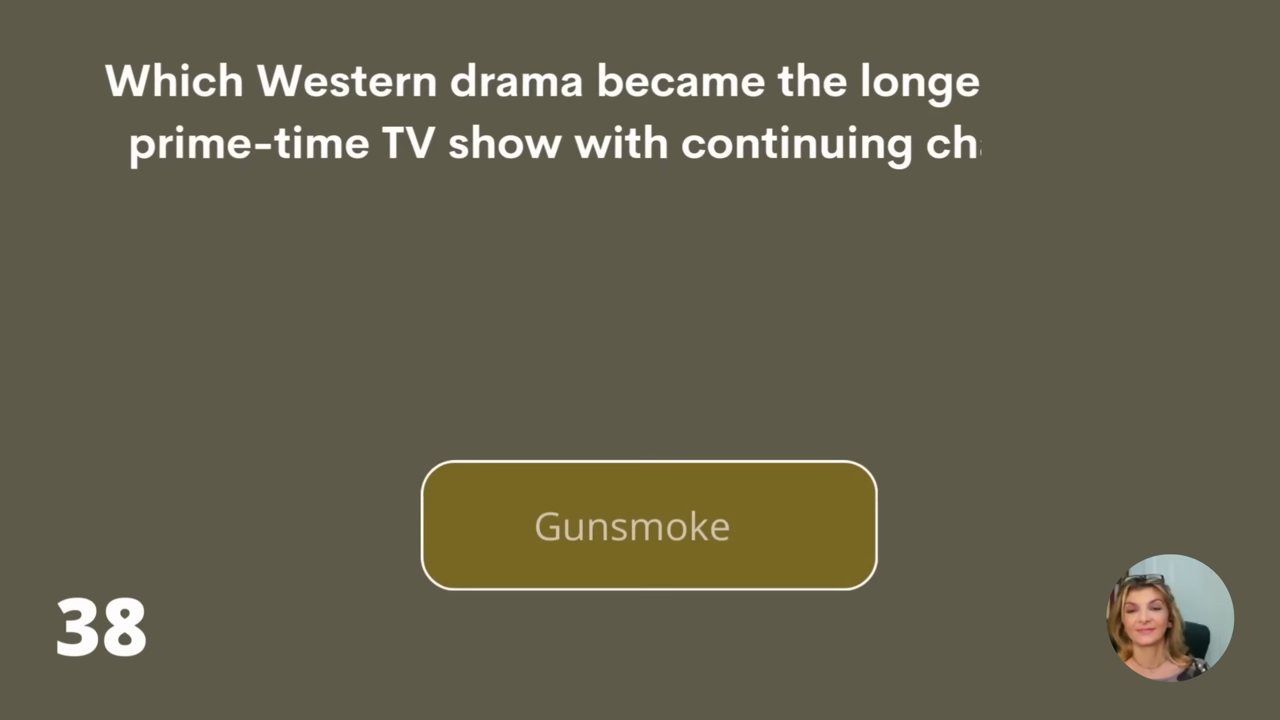 Which Western drama became the longe
prime-time TV show with continuing ch
Gunsmoke
38